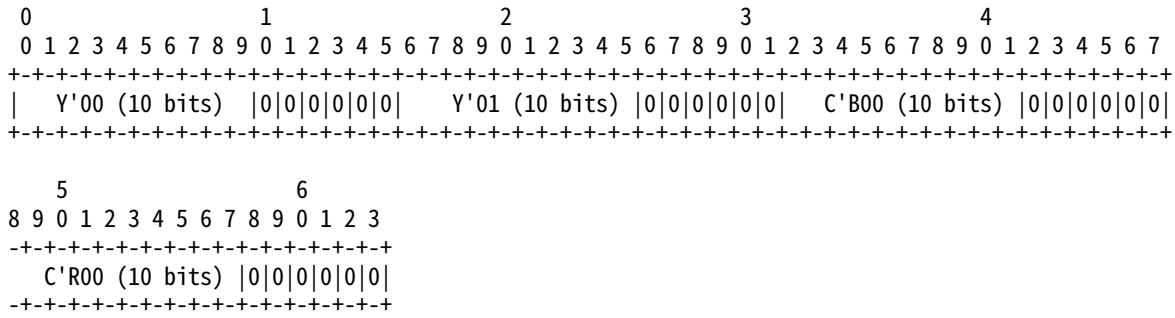 0                   1                   2                   3                   4
 0 1 2 3 4 5 6 7 8 9 0 1 2 3 4 5 6 7 8 9 0 1 2 3 4 5 6 7 8 9 0 1 2 3 4 5 6 7 8 9 0 1 2 3 4 5 6 7
+-+-+-+-+-+-+-+-+-+-+-+-+-+-+-+-+-+-+-+-+-+-+-+-+-+-+-+-+-+-+-+-+-+-+-+-+-+-+-+-+-+-+-+-+-+-+-+-+
|   Y'00 (10 bits)  |0|0|0|0|0|0|    Y'01 (10 bits) |0|0|0|0|0|0|   C'B00 (10 bits) |0|0|0|0|0|0|
+-+-+-+-+-+-+-+-+-+-+-+-+-+-+-+-+-+-+-+-+-+-+-+-+-+-+-+-+-+-+-+-+-+-+-+-+-+-+-+-+-+-+-+-+-+-+-+-+
    5                   6
8 9 0 1 2 3 4 5 6 7 8 9 0 1 2 3
-+-+-+-+-+-+-+-+-+-+-+-+-+-+-+-+
   C'R00 (10 bits) |0|0|0|0|0|0|
-+-+-+-+-+-+-+-+-+-+-+-+-+-+-+-+